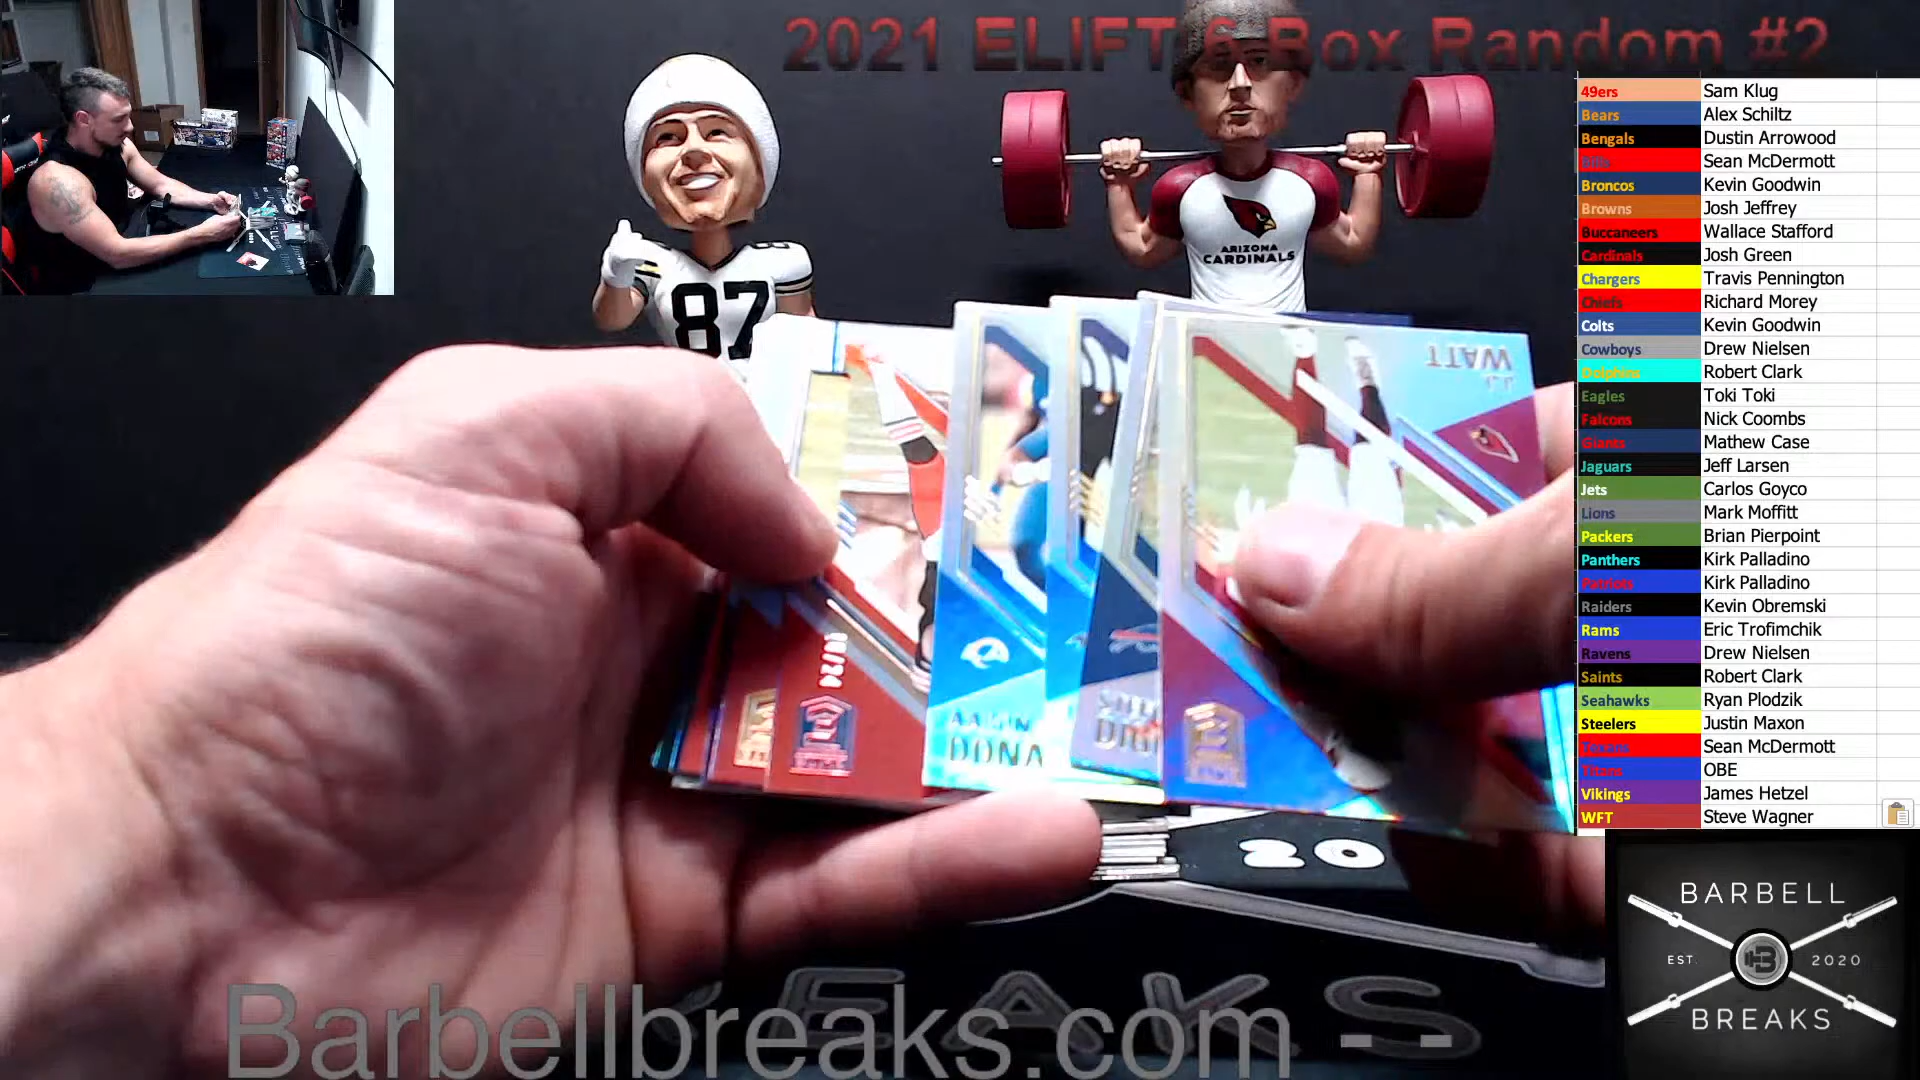 2021 ELIFT 6 Box Random #2
49ers Sam Klug
Bears Alex Schiltz
Bengals Dustin Arrowood
Bills Sean McDermott
Broncos Kevin Goodwin
Browns Josh Jeffrey
Buccaneers Wallace Stafford
Cardinals Josh Green
Chargers Travis Pennington
Chiefs Richard Morey
Colts Kevin Goodwin
Cowboys Drew Nielsen
Dolphins Robert Clark
Eagles Toki Toki
Falcons Nick Coombs
Giants Mathew Case
Jaguars Jeff Larsen
Jets Carlos Goyco
Lions Mark Moffitt
Packers Brian Pierpoint
Panthers Kirk Palladino
Patriots Kirk Palladino
Raiders Kevin Obremski
Rams Eric Trofimchik
Ravens Drew Nielsen
Saints Robert Clark
Seahawks Ryan Plodzik
Steelers Justin Maxon
Texans Sean McDermott
Titans OBE
Vikings James Hetzel
WFT Steve Wagner
87
ARIZONA
CARDINALS
J.J.
WATT
AARON
DONA
20
EAKS
Barbellbreaks.com - -
BARBELL
EST. B 2020
BREAKS